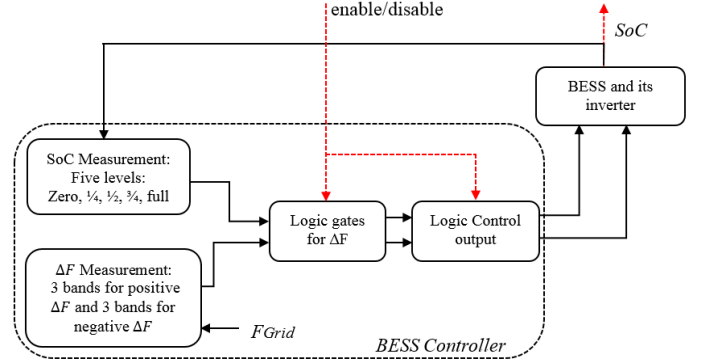 enable/disable
SoC
BESS and its
inverter
SoC Measurement:
Five levels:
Zero, ¼, ½, ¾, full
Logic gates
for ΔF
Logic Control
output
ΔF Measurement:
3 bands for positive
ΔF and 3 bands for
negative ΔF
FGrid
BESS Controller